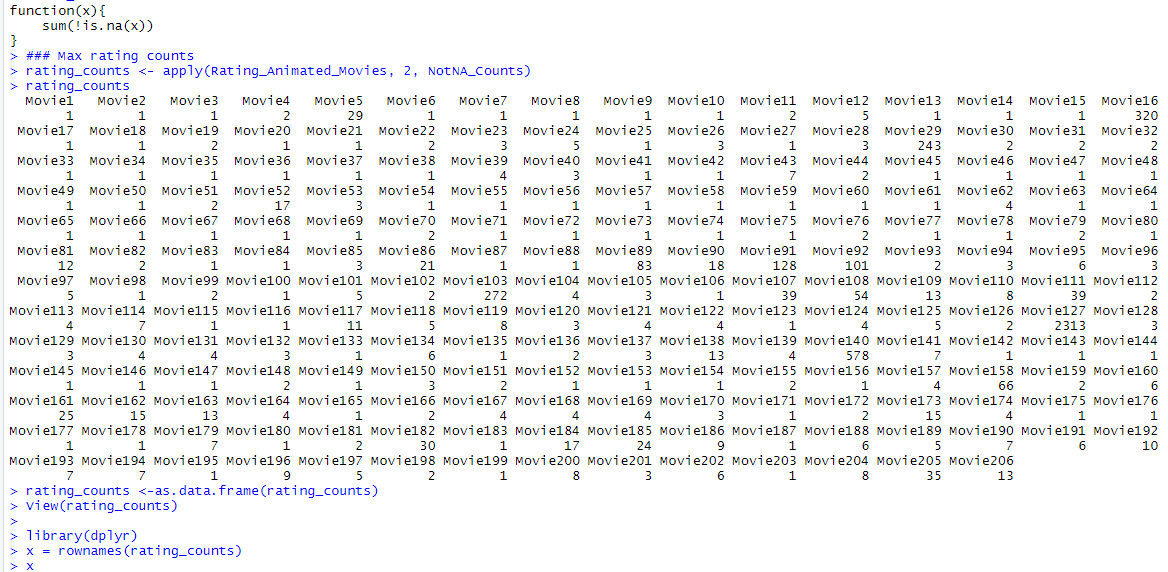 function(x){
    sum(!is.na(x))
}
> ### Max rating counts
> rating_counts <- apply(Rating_Animated_Movies, 2, NotNA_Counts)
> rating_counts
Movie1 Movie2 Movie3 Movie4 Movie5 Movie6 Movie7 Movie8 Movie9 Movie10 Movie11 Movie12 Movie13 Movie14 Movie15 Movie16
1 1 1 2 29 1 1 1 1 1 2 5 1 1 1 320
Movie17 Movie18 Movie19 Movie20 Movie21 Movie22 Movie23 Movie24 Movie25 Movie26 Movie27 Movie28 Movie29 Movie30 Movie31 Movie32
1 1 2 1 1 2 3 5 1 3 1 3 243 2 2 2
Movie33 Movie34 Movie35 Movie36 Movie37 Movie38 Movie39 Movie40 Movie41 Movie42 Movie43 Movie44 Movie45 Movie46 Movie47 Movie48
1 1 1 1 1 1 4 3 1 1 7 2 1 1 1 1
Movie49 Movie50 Movie51 Movie52 Movie53 Movie54 Movie55 Movie56 Movie57 Movie58 Movie59 Movie60 Movie61 Movie62 Movie63 Movie64
1 1 2 17 3 1 1 1 1 1 1 1 1 4 1 1
Movie65 Movie66 Movie67 Movie68 Movie69 Movie70 Movie71 Movie72 Movie73 Movie74 Movie75 Movie76 Movie77 Movie78 Movie79 Movie80
1 1 1 1 1 2 1 1 1 1 1 2 1 1 2 1
Movie81 Movie82 Movie83 Movie84 Movie85 Movie86 Movie87 Movie88 Movie89 Movie90 Movie91 Movie92 Movie93 Movie94 Movie95 Movie96
12 2 1 1 3 21 1 1 83 18 128 101 2 3 6 3
Movie97 Movie98 Movie99 Movie100 Movie101 Movie102 Movie103 Movie104 Movie105 Movie106 Movie107 Movie108 Movie109 Movie110 Movie111 Movie112
5 1 2 1 5 2 272 4 3 1 39 54 13 8 39 2
Movie113 Movie114 Movie115 Movie116 Movie117 Movie118 Movie119 Movie120 Movie121 Movie122 Movie123 Movie124 Movie125 Movie126 Movie127 Movie128
4 7 1 1 11 5 8 3 4 4 1 4 5 2 2313 3
Movie129 Movie130 Movie131 Movie132 Movie133 Movie134 Movie135 Movie136 Movie137 Movie138 Movie139 Movie140 Movie141 Movie142 Movie143 Movie144
3 4 4 3 1 6 1 2 3 13 4 578 7 1 1 1
Movie145 Movie146 Movie147 Movie148 Movie149 Movie150 Movie151 Movie152 Movie153 Movie154 Movie155 Movie156 Movie157 Movie158 Movie159 Movie160
1 1 1 2 1 3 2 1 1 1 2 1 4 66 2 6
Movie161 Movie162 Movie163 Movie164 Movie165 Movie166 Movie167 Movie168 Movie169 Movie170 Movie171 Movie172 Movie173 Movie174 Movie175 Movie176
25 15 13 4 1 2 4 4 4 3 1 2 15 4 1 1
Movie177 Movie178 Movie179 Movie180 Movie181 Movie182 Movie183 Movie184 Movie185 Movie186 Movie187 Movie188 Movie189 Movie190 Movie191 Movie192
1 1 7 1 2 30 1 17 24 9 1 6 5 7 6 10
Movie193 Movie194 Movie195 Movie196 Movie197 Movie198 Movie199 Movie200 Movie201 Movie202 Movie203 Movie204 Movie205 Movie206
7 7 1 9 5 2 1 8 3 6 1 8 35 13
> rating_counts <-as.data.frame(rating_counts)
> View(rating_counts)
>
> library(dplyr)
> x = rownames(rating_counts)
> x